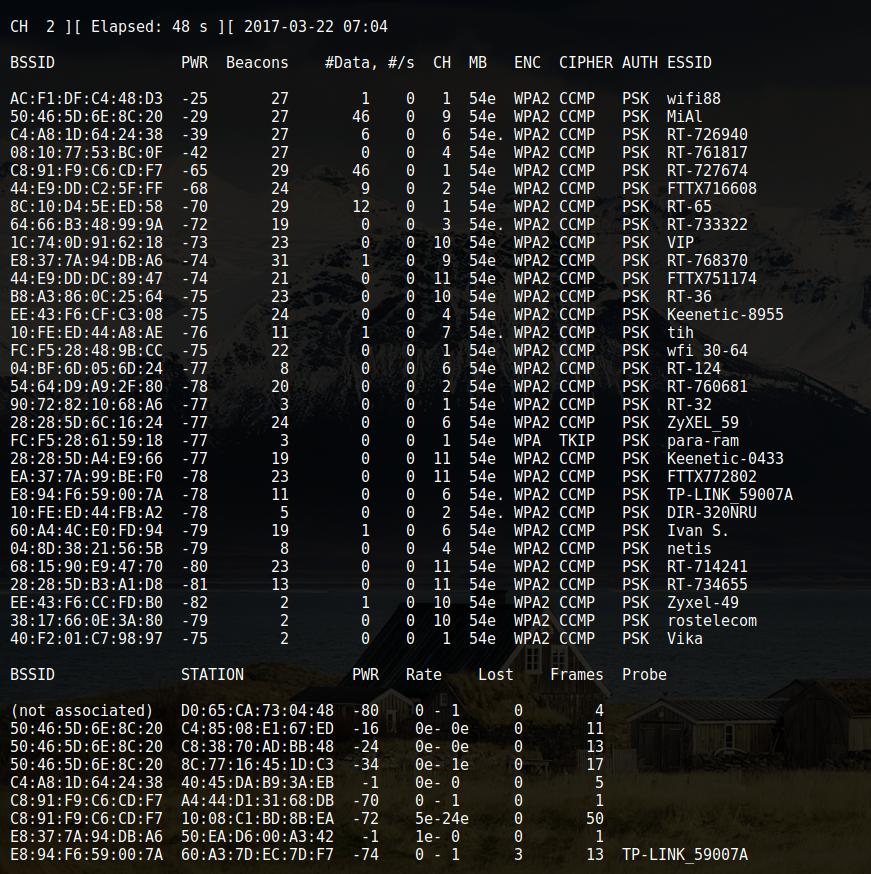 CH  2 ][ Elapsed: 48 s ][ 2017-03-22 07:04
BSSID              PWR  Beacons    #Data, #/s  CH  MB   ENC  CIPHER AUTH ESSID
AC:F1:DF:C4:48:D3  -25       27        1    0   1  54e  WPA2 CCMP   PSK  wifi88
50:46:5D:6E:8C:20  -29       27       46    0   9  54e  WPA2 CCMP   PSK  MiAl
C4:A8:1D:64:24:38  -39       27        6    0   6  54e. WPA2 CCMP   PSK  RT-726940
08:10:77:53:BC:0F  -42       27        0    0   4  54e  WPA2 CCMP   PSK  RT-761817
C8:91:F9:C6:CD:F7  -65       29       46    0   1  54e  WPA2 CCMP   PSK  RT-727674
44:E9:DD:C2:5F:FF  -68       24        9    0   2  54e  WPA2 CCMP   PSK  FTTX716608
8C:10:D4:5E:ED:58  -70       29       12    0   1  54e  WPA2 CCMP   PSK  RT-65
64:66:B3:48:99:9A  -72       19        0    0   3  54e. WPA2 CCMP   PSK  RT-733322
1C:74:0D:91:62:18  -73       23        0    0  10  54e  WPA2 CCMP   PSK  VIP
E8:37:7A:94:DB:A6  -74       31        1    0   9  54e  WPA2 CCMP   PSK  RT-768370
44:E9:DD:DC:89:47  -74       21        0    0  11  54e  WPA2 CCMP   PSK  FTTX751174
B8:A3:86:0C:25:64  -75       23        0    0  10  54e  WPA2 CCMP   PSK  RT-36
EE:43:F6:CF:C3:08  -75       24        0    0   4  54e  WPA2 CCMP   PSK  Keenetic-8955
10:FE:ED:44:A8:AE  -76       11        1    0   7  54e. WPA2 CCMP   PSK  tih
FC:F5:28:48:9B:CC  -75       22        0    0   1  54e  WPA2 CCMP   PSK  wfi 30-64
04:BF:6D:05:6D:24  -77        8        0    0   6  54e  WPA2 CCMP   PSK  RT-124
54:64:D9:A9:2F:80  -78       20        0    0   2  54e  WPA2 CCMP   PSK  RT-760681
90:72:82:10:68:A6  -77        3        0    0   1  54e  WPA2 CCMP   PSK  RT-32
28:28:5D:6C:16:24  -77       24        0    0   6  54e  WPA2 CCMP   PSK  ZyXEL_59
FC:F5:28:61:59:18  -77        3        0    0   1  54e  WPA  TKIP   PSK  para-ram
28:28:5D:A4:E9:66  -77       19        0    0  11  54e  WPA2 CCMP   PSK  Keenetic-0433
EA:37:7A:99:BE:F0  -78       23        0    0  11  54e  WPA2 CCMP   PSK  FTTX772802
E8:94:F6:59:00:7A  -78       11        0    0   6  54e. WPA2 CCMP   PSK  TP-LINK_59007A
10:FE:ED:44:FB:A2  -78        5        0    0   2  54e. WPA2 CCMP   PSK  DIR-320NRU
60:A4:4C:E0:FD:94  -79       19        1    0   6  54e  WPA2 CCMP   PSK  Ivan S.
04:8D:38:21:56:5B  -79        8        0    0   4  54e  WPA2 CCMP   PSK  netis
68:15:90:E9:47:70  -80       23        0    0  11  54e  WPA2 CCMP   PSK  RT-714241
28:28:5D:B3:A1:D8  -81       13        0    0  11  54e  WPA2 CCMP   PSK  RT-734655
EE:43:F6:CC:FD:B0  -82        2        1    0  10  54e  WPA2 CCMP   PSK  Zyxel-49
38:17:66:0E:3A:80  -79        2        0    0  10  54e  WPA2 CCMP   PSK  rostelecom
40:F2:01:C7:98:97  -75        2        0    0   1  54e  WPA2 CCMP   PSK  Vika
BSSID              STATION            PWR   Rate    Lost    Frames  Probe
(not associated)   D0:65:CA:73:04:48  -80    0 - 1      0        4
50:46:5D:6E:8C:20  C4:85:08:E1:67:ED  -16    0e- 0e     0       11
50:46:5D:6E:8C:20  C8:38:70:AD:BB:48  -24    0e- 0e     0       13
50:46:5D:6E:8C:20  8C:77:16:45:1D:C3  -34    0e- 1e     0       17
C4:A8:1D:64:24:38  40:45:DA:B9:3A:EB   -1    0e- 0      0        5
C8:91:F9:C6:CD:F7  A4:44:D1:31:68:DB  -70    0 - 1      0        1
C8:91:F9:C6:CD:F7  10:08:C1:BD:8B:EA  -72    5e-24e     0       50
E8:37:7A:94:DB:A6  50:EA:D6:00:A3:42   -1    1e- 0      0        1
E8:94:F6:59:00:7A  60:A3:7D:EC:7D:F7  -74    0 - 1      3       13  TP-LINK_59007A